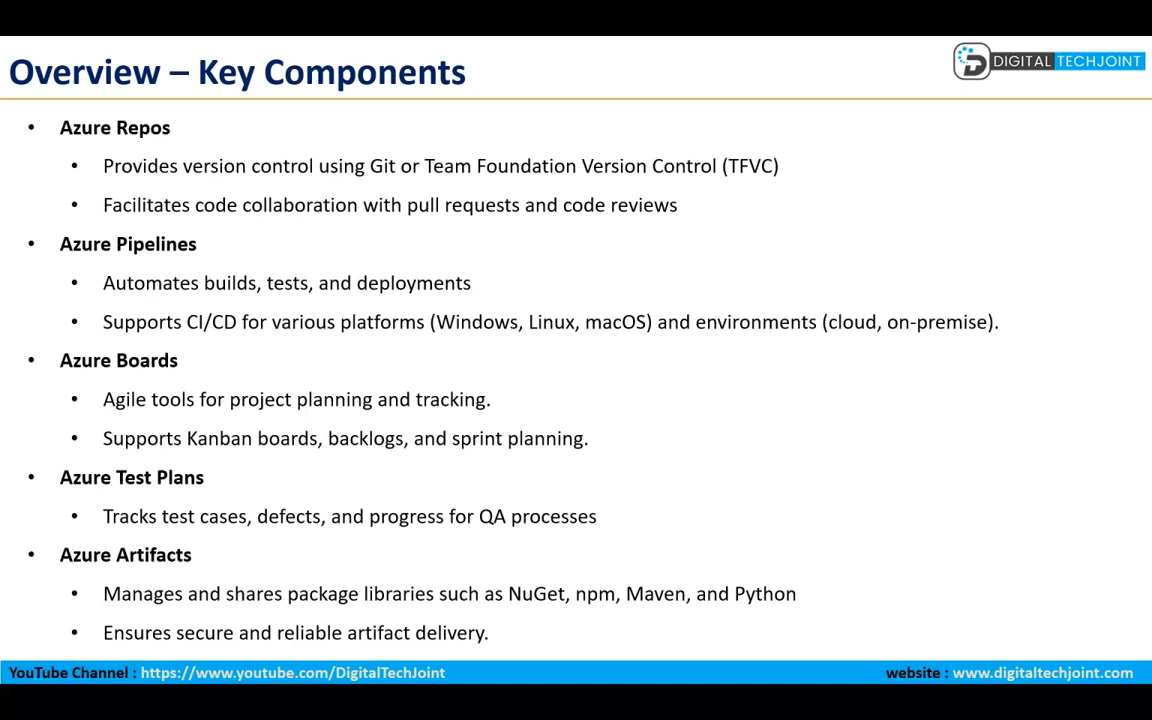 Overview – Key Components
DIGITAL TECHJOINT
• Azure Repos
• Provides version control using Git or Team Foundation Version Control (TFVC)
• Facilitates code collaboration with pull requests and code reviews
• Azure Pipelines
• Automates builds, tests, and deployments
• Supports CI/CD for various platforms (Windows, Linux, macOS) and environments (cloud, on-premise).
• Azure Boards
• Agile tools for project planning and tracking.
• Supports Kanban boards, backlogs, and sprint planning.
• Azure Test Plans
• Tracks test cases, defects, and progress for QA processes
• Azure Artifacts
• Manages and shares package libraries such as NuGet, npm, Maven, and Python
• Ensures secure and reliable artifact delivery.
YouTube Channel : https://www.youtube.com/DigitalTechJoint
website : www.digitaltechjoint.com